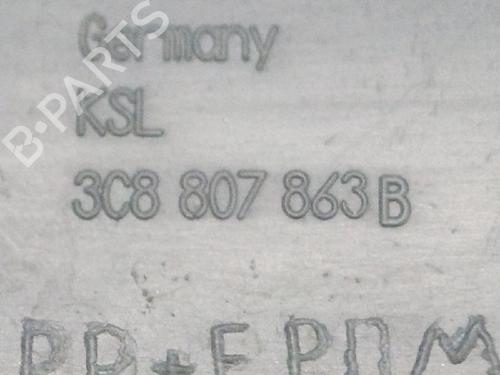 Germany
KSL
3C8 807 863 B
PP+EPDM
B-PARTS